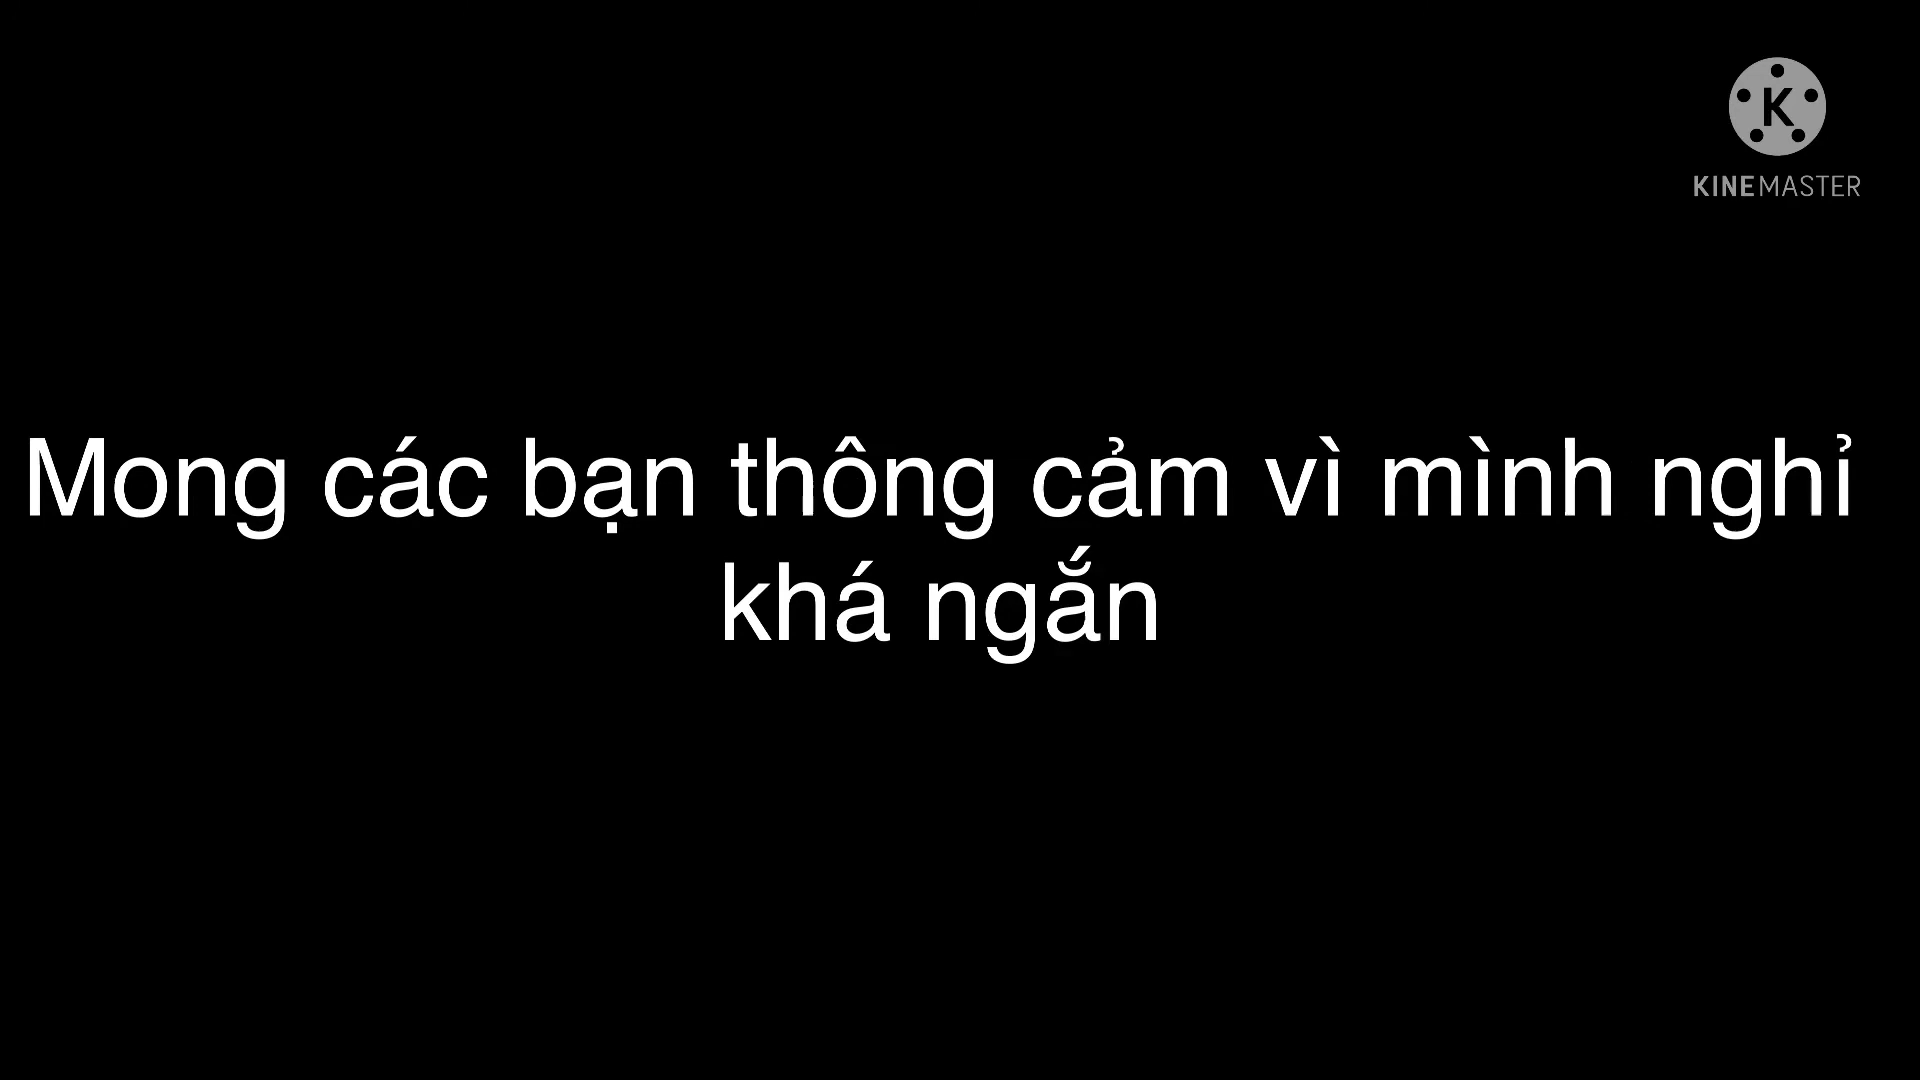 KINEMASTER
Mong các bạn thông cảm vì mình nghỉ
khá ngắn